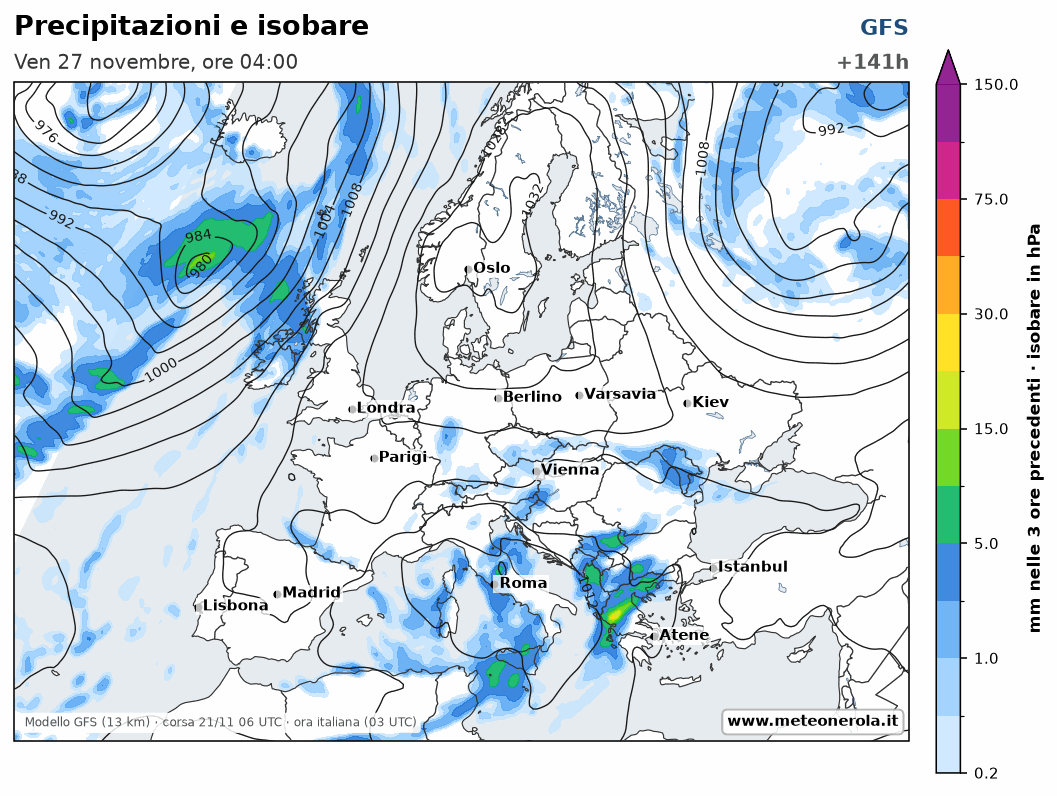 Precipitazioni e isobare
GFS
Ven 27 novembre, ore 04:00
+141h
150.0
75.0
30.0
15.0
5.0
1.0
0.2
mm nelle 3 ore precedenti · isobare in hPa
976
992
984
980
1000
1004
1008
1028
1032
1008
992
Oslo
Londra
Berlino
Varsavia
Kiev
Parigi
Vienna
Istanbul
Roma
Madrid
Lisbona
Atene
Modello GFS (13 km) · corsa 21/11 06 UTC · ora italiana (03 UTC)
www.meteonerola.it